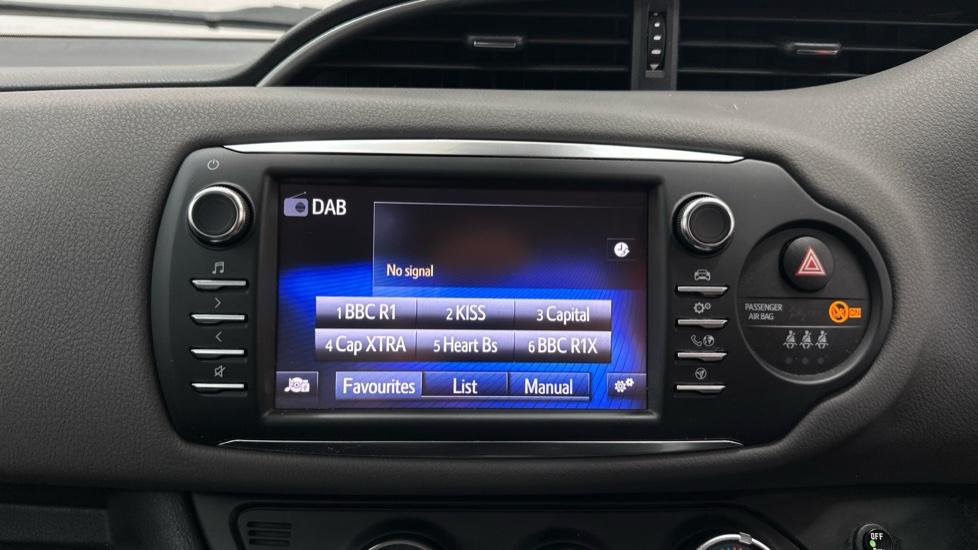 DAB
No signal
1 BBC R1 2 KISS 3 Capital
4 Cap XTRA 5 Heart Bs 6 BBC R1X
Favourites List Manual
PASSENGER
AIR BAG
ON
OFF